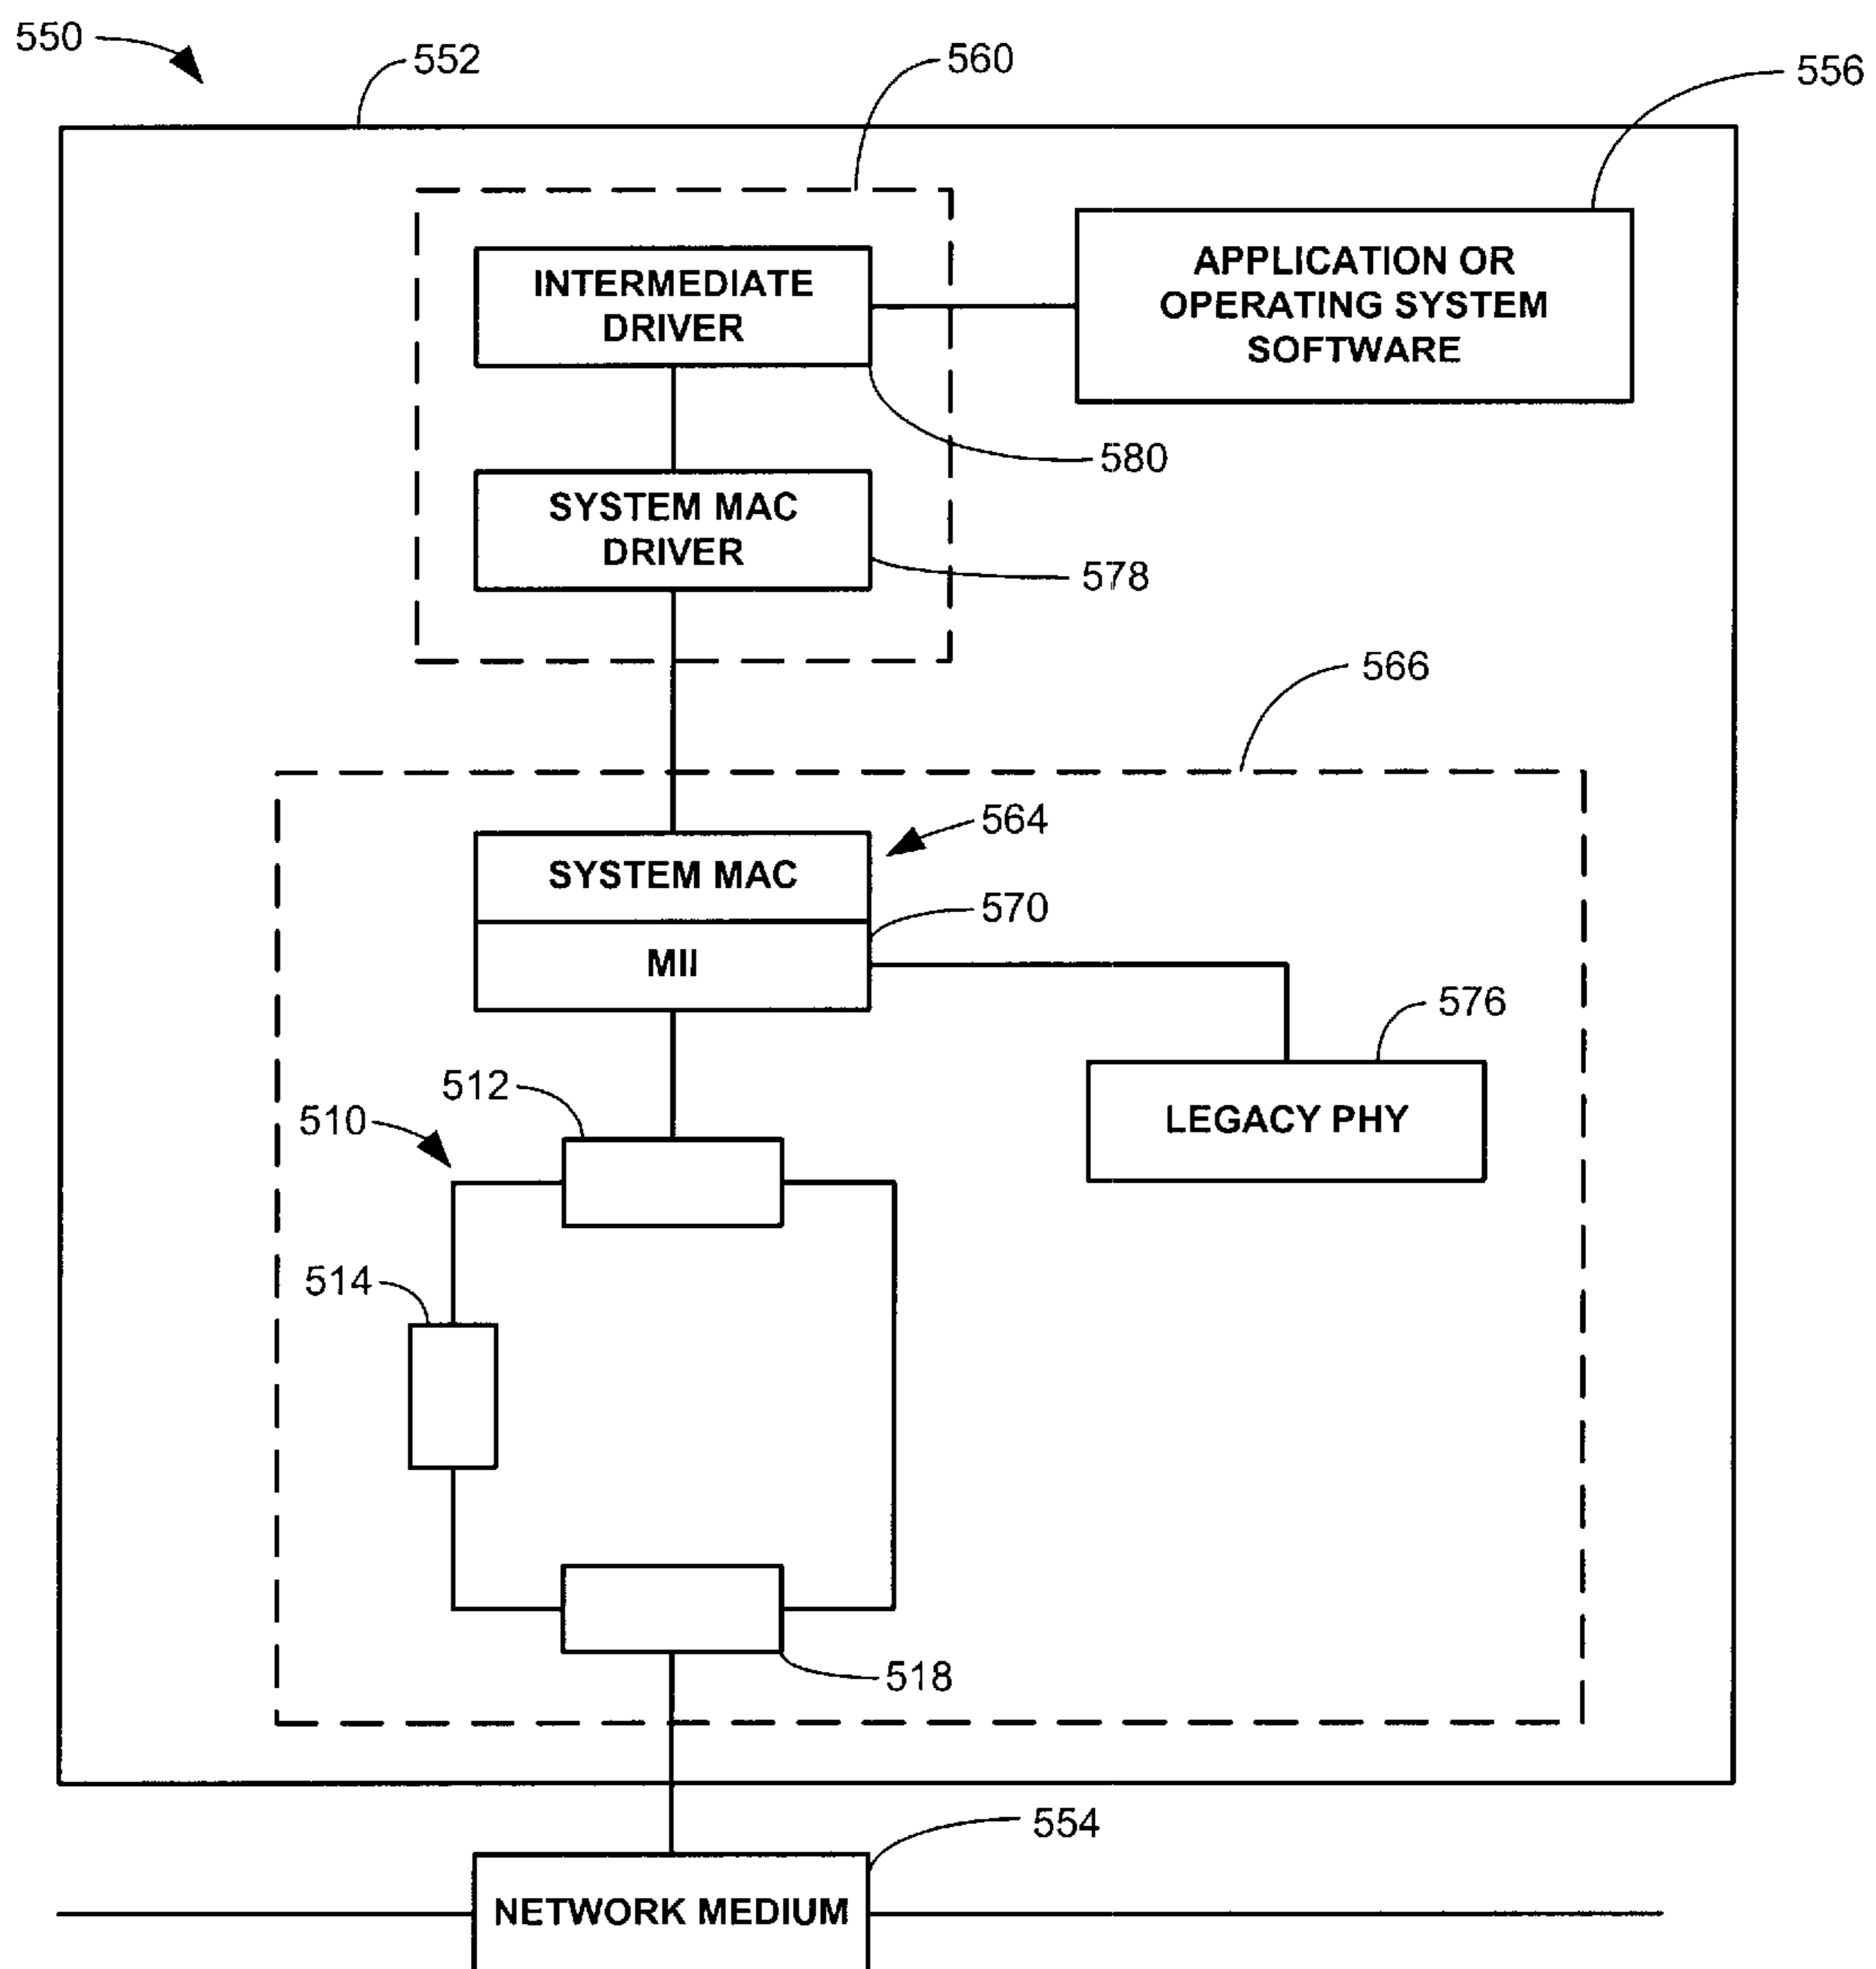 550
552
560
556
INTERMEDIATE
DRIVER
APPLICATION OR
OPERATING SYSTEM
SOFTWARE
580
SYSTEM MAC
DRIVER
578
566
564
SYSTEM MAC
570
MII
576
512
510
LEGACY PHY
514
518
554
NETWORK MEDIUM